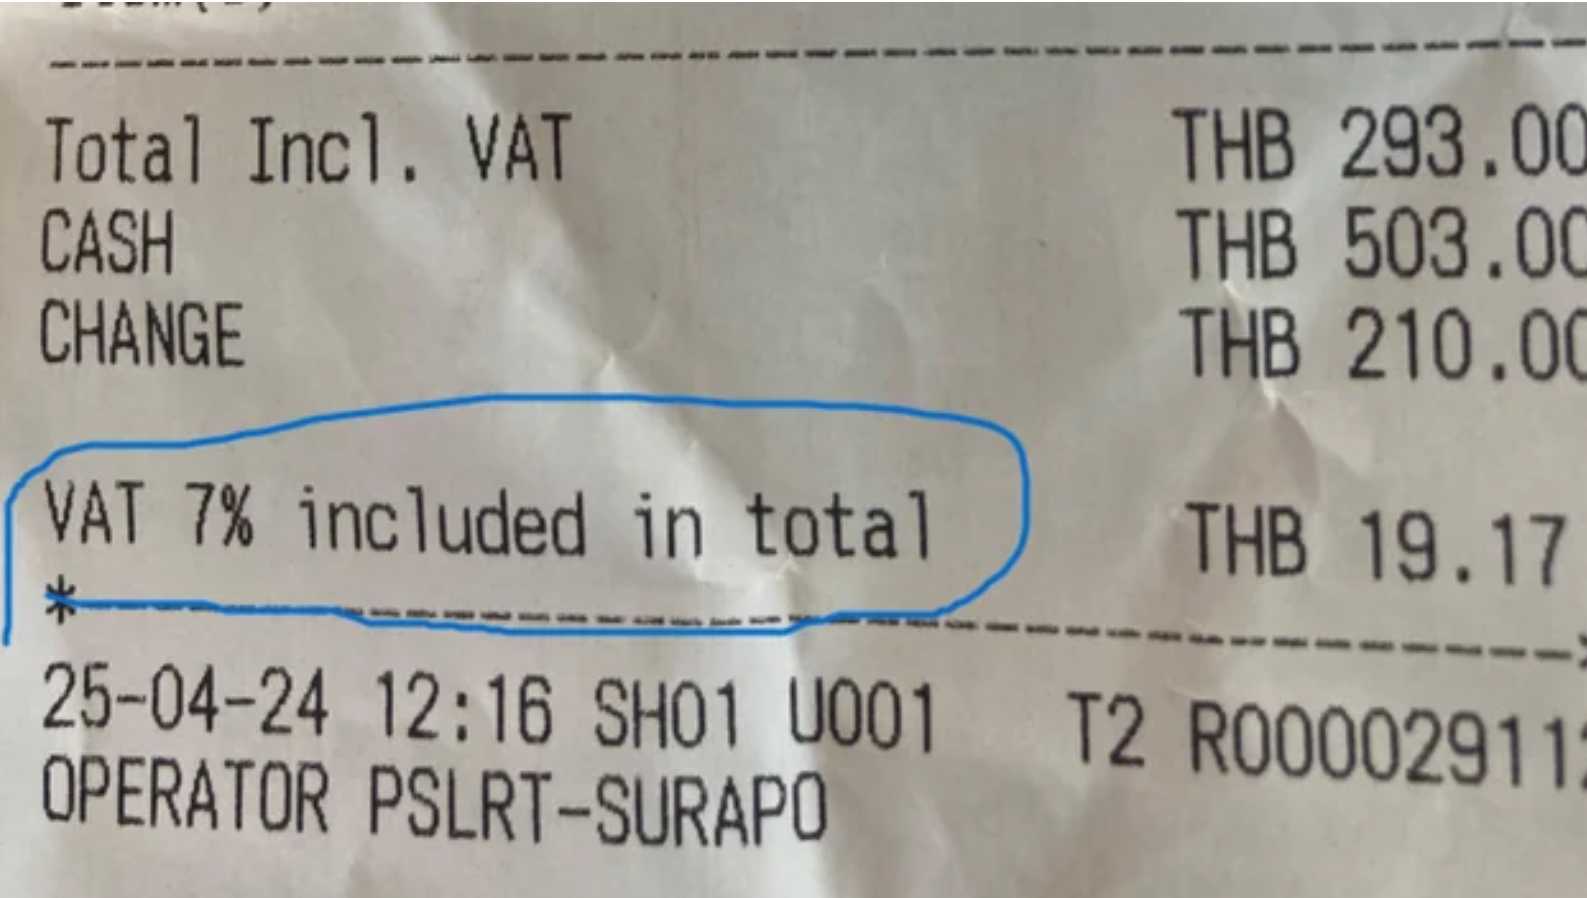 Total Incl. VAT THB 293.00
CASH THB 503.00
CHANGE THB 210.00
VAT 7% included in total THB 19.17
*
25-04-24 12:16 SH01 U001 T2
OPERATOR PSLRT-SURAPO